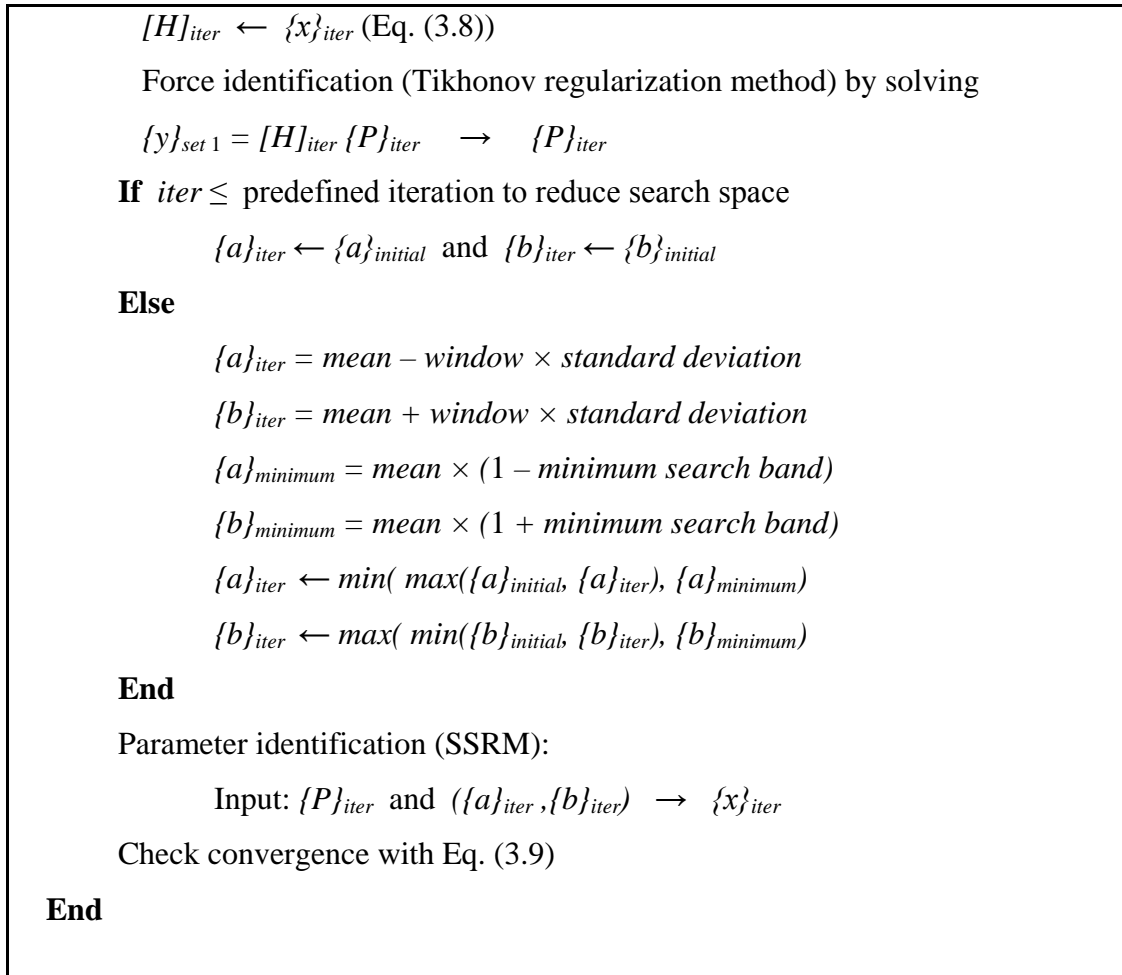 [H]iter ← {x}iter (Eq. (3.8))
Force identification (Tikhonov regularization method) by solving
{y}set 1 = [H]iter {P}iter → {P}iter
If iter ≤ predefined iteration to reduce search space
{a}iter ← {a}initial and {b}iter ← {b}initial
Else
{a}iter = mean – window × standard deviation
{b}iter = mean + window × standard deviation
{a}minimum = mean × (1 – minimum search band)
{b}minimum = mean × (1 + minimum search band)
{a}iter ← min( max({a}initial, {a}iter), {a}minimum)
{b}iter ← max( min({b}initial, {b}iter), {b}minimum)
End
Parameter identification (SSRM):
Input: {P}iter and ({a}iter ,{b}iter) → {x}iter
Check convergence with Eq. (3.9)
End